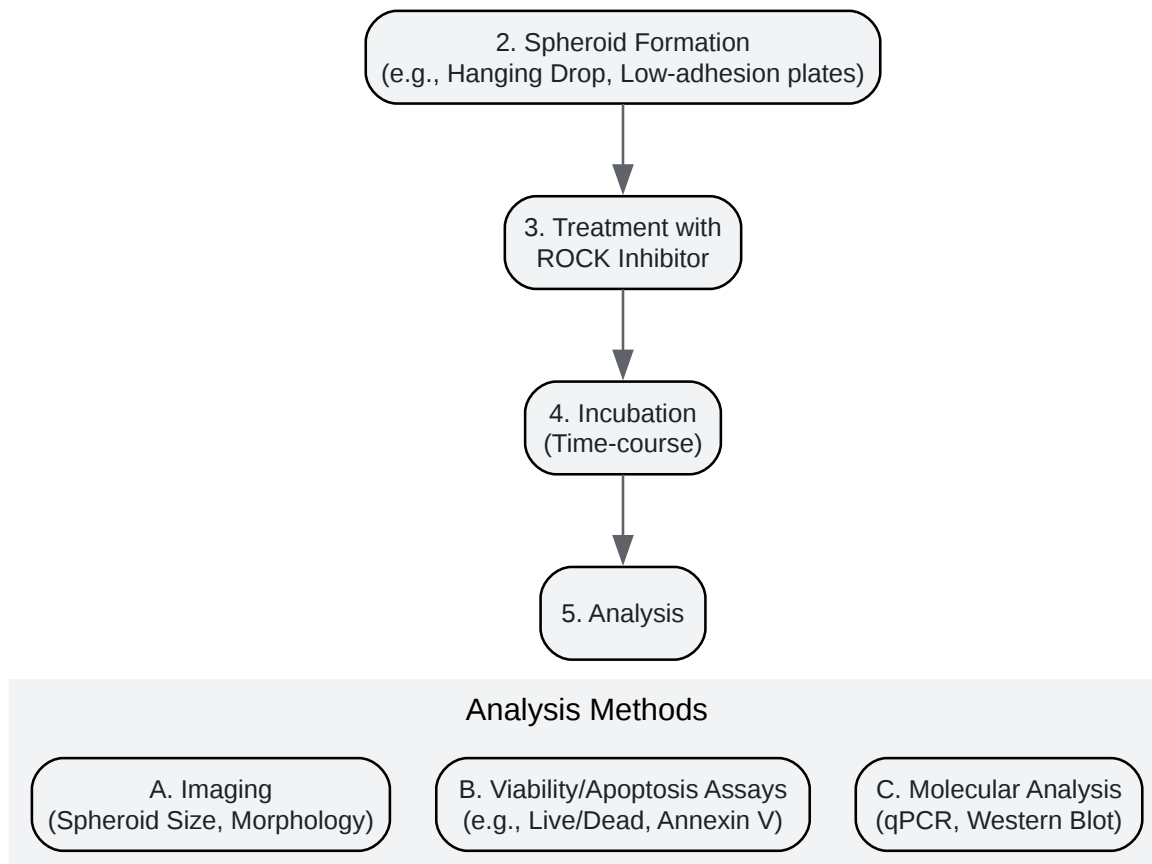 2. Spheroid Formation
(e.g., Hanging Drop, Low-adhesion plates)
3. Treatment with
ROCK Inhibitor
4. Incubation
(Time-course)
5. Analysis
Analysis Methods
A. Imaging
(Spheroid Size, Morphology)
B. Viability/Apoptosis Assays
(e.g., Live/Dead, Annexin V)
C. Molecular Analysis
(qPCR, Western Blot)